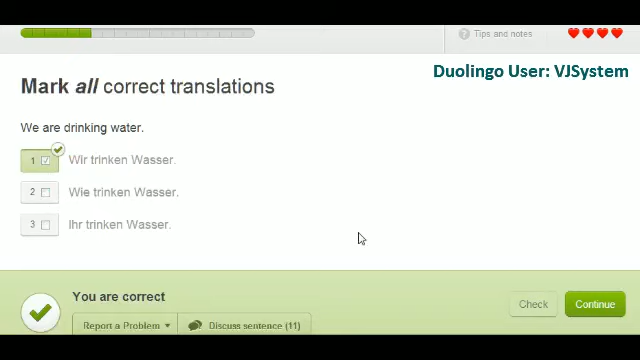 Tips and notes
Duolingo User: VJSystem
Mark all correct translations
We are drinking water.
1 Wir trinken Wasser.
2 Wie trinken Wasser.
3 Ihr trinken Wasser.
You are correct
Check
Continue
Report a Problem
Discuss sentence (11)